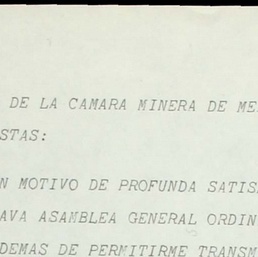 DE LA CAMARA MINERA DE ME
STAS:
N MOTIVO DE PROFUNDA SATIS
AVA ASAMBLEA GENERAL ORDIN
DEMAS DE PERMITIRME TRANSM